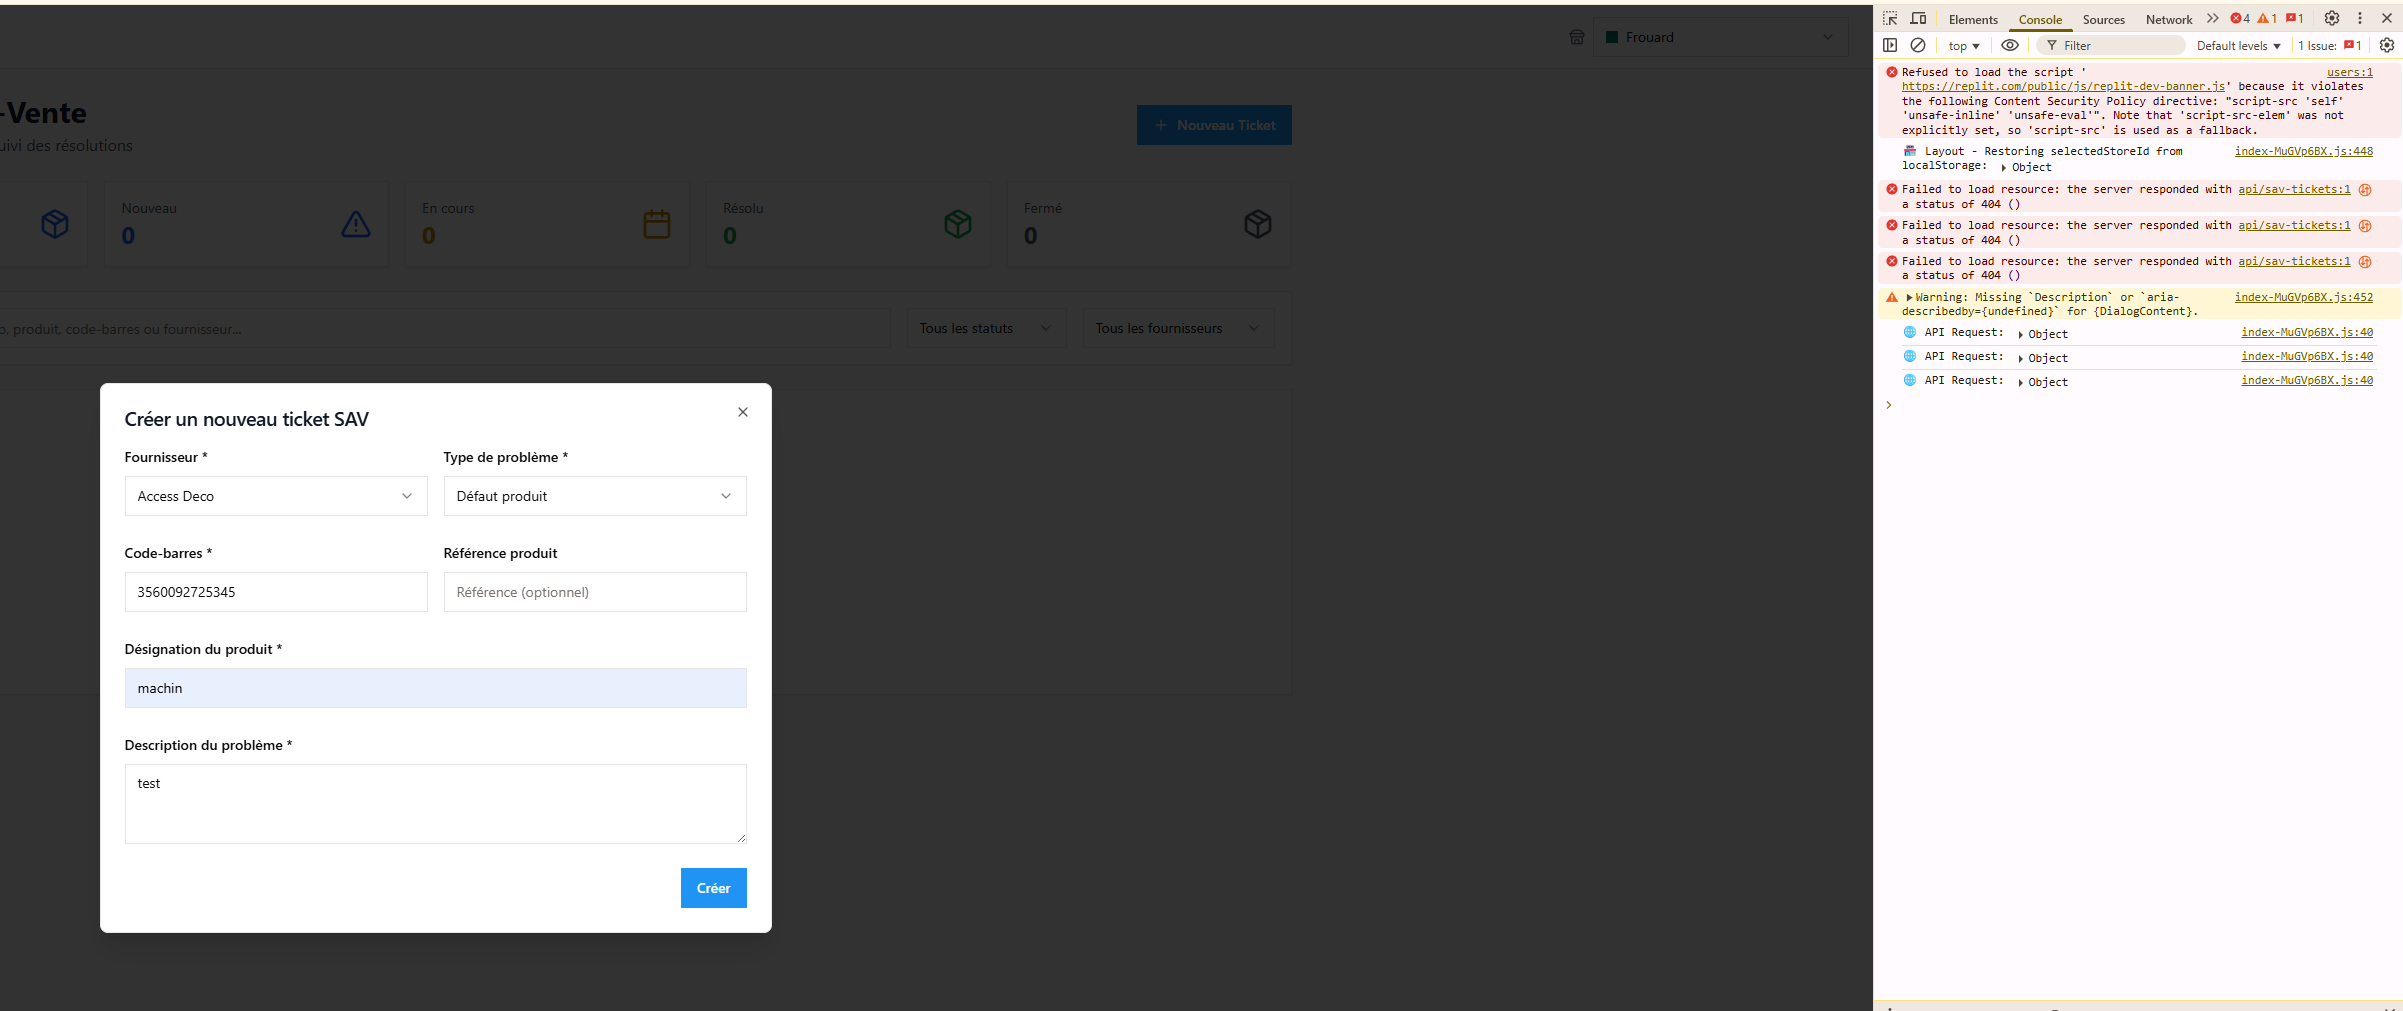 Frouard
-Vente
uivi des résolutions
+ Nouveau Ticket
Nouveau
0
En cours
0
Résolu
0
Fermé
0
o, produit, code-barres ou fournisseur...
Tous les statuts
Tous les fournisseurs
Créer un nouveau ticket SAV
Fournisseur *
Type de problème *
Access Deco
Défaut produit
Code-barres *
Référence produit
3560092725345
Référence (optionnel)
Désignation du produit *
machin
Description du problème *
test
Créer
Elements Console Sources Network 4 1 1
top Filter Default levels 1 Issue: 1
Refused to load the script ' users:1
https://replit.com/public/js/replit-dev-banner.js' because it violates
the following Content Security Policy directive: "script-src 'self'
'unsafe-inline' 'unsafe-eval'". Note that 'script-src-elem' was not
explicitly set, so 'script-src' is used as a fallback.
Layout - Restoring selectedStoreId from index-MuGVp6BX.js:448
localStorage: Object
Failed to load resource: the server responded with api/sav-tickets:1
a status of 404 ()
Failed to load resource: the server responded with api/sav-tickets:1
a status of 404 ()
Failed to load resource: the server responded with api/sav-tickets:1
a status of 404 ()
Warning: Missing `Description` or `aria- index-MuGVp6BX.js:452
describedby={undefined}` for {DialogContent}.
API Request: Object index-MuGVp6BX.js:40
API Request: Object index-MuGVp6BX.js:40
API Request: Object index-MuGVp6BX.js:40